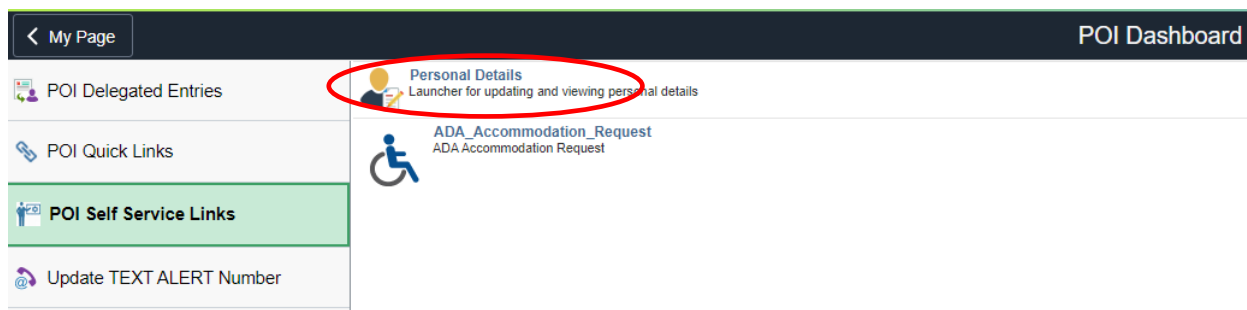 My Page
POI Dashboard
POI Delegated Entries
POI Quick Links
POI Self Service Links
Update TEXT ALERT Number
Personal Details
Launcher for updating and viewing personal details
ADA_Accommodation_Request
ADA Accommodation Request